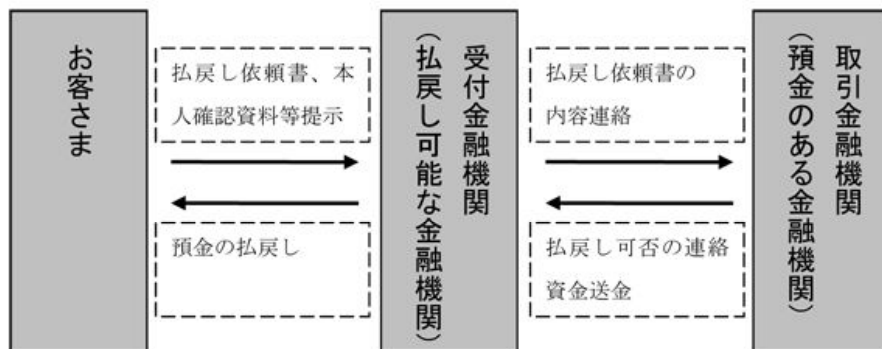 お客さま
払戻し依頼書、本
人確認資料等提示
預金の払戻し
受付金融機関
(払戻し可能な金融機関)
払戻し依頼書の
内容連絡
払戻し可否の連絡
資金送金
取引金融機関
(預金のある金融機関)